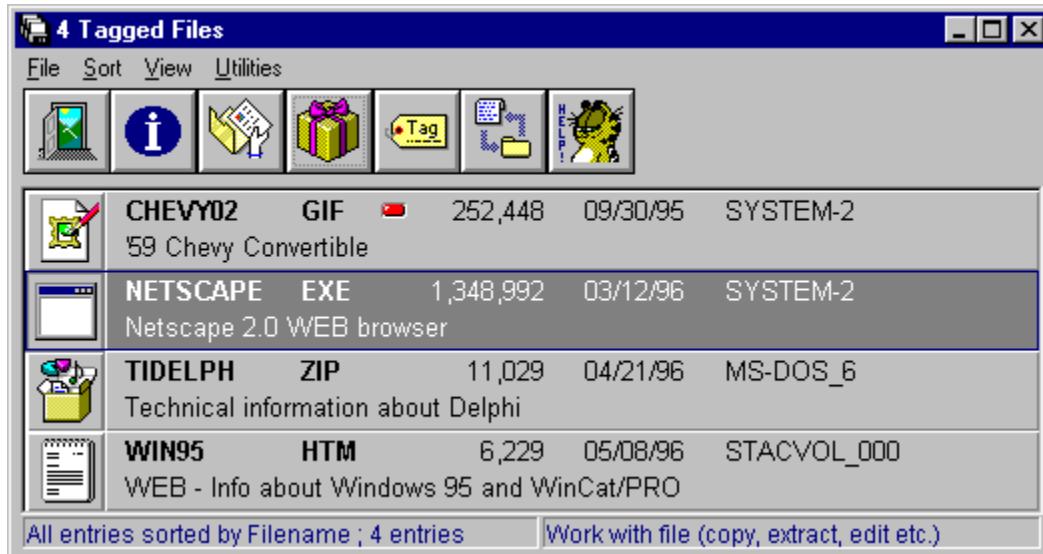 4 Tagged Files
File Sort View Utilities
Tag
HELP!
CHEVY02 GIF 252,448 09/30/95 SYSTEM-2
'59 Chevy Convertible
NETSCAPE EXE 1,348,992 03/12/96 SYSTEM-2
Netscape 2.0 WEB browser
TIDELPH ZIP 11,029 04/21/96 MS-DOS_6
Technical information about Delphi
WIN95 HTM 6,229 05/08/96 STACVOL_000
WEB - Info about Windows 95 and WinCat/PRO
All entries sorted by Filename ; 4 entries Work with file (copy, extract, edit etc.)